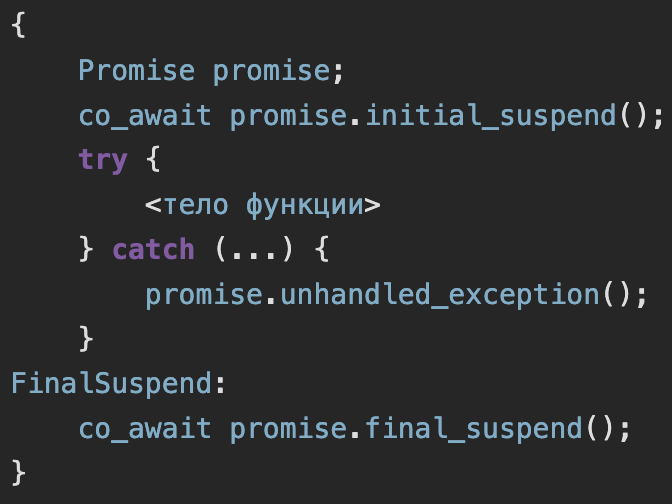 {
    Promise promise;
    co_await promise.initial_suspend();
    try {
        <тело функции>
    } catch (...) {
        promise.unhandled_exception();
    }
FinalSuspend:
    co_await promise.final_suspend();
}